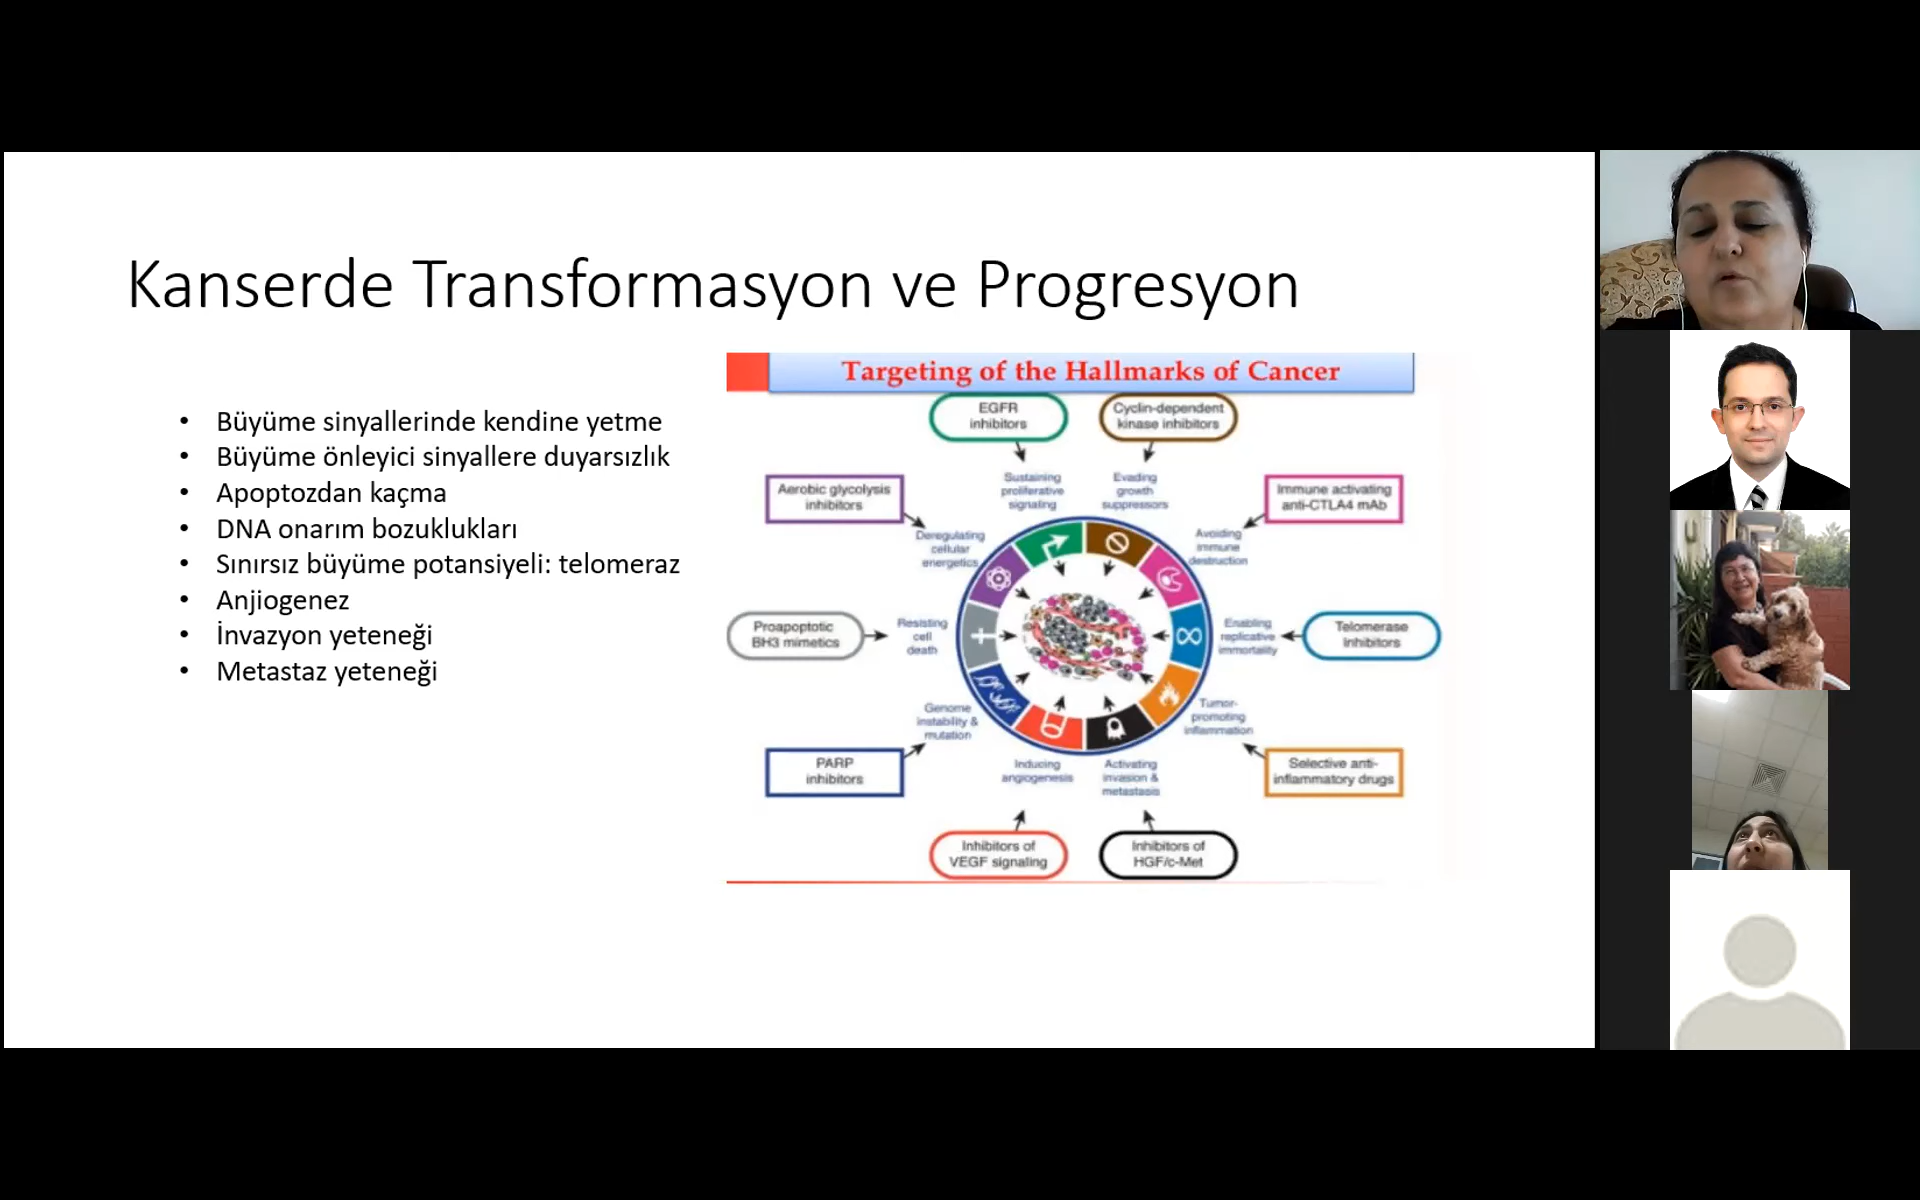 Kanserde Transformasyon ve Progresyon
• Büyüme sinyallerinde kendine yetme
• Büyüme önleyici sinyallere duyarsızlık
• Apoptozdan kaçma
• DNA onarım bozuklukları
• Sınırsız büyüme potansiyeli: telomeraz
• Anjiogenez
• İnvazyon yeteneği
• Metastaz yeteneği
Targeting of the Hallmarks of Cancer
EGFR
inhibitors
Cyclin-dependent
kinase inhibitors
Sustaining
proliferative
signaling
Evading
growth
suppressors
Aerobic glycolysis
inhibitors
Immune activating
anti-CTLA4 mAb
Deregulating
cellular
energetics
Avoiding
immune
destruction
Proapoptotic
BH3 mimetics
Resisting
cell
death
Enabling
replicative
immortality
Telomerase
Inhibitors
Genome
instability &
mutation
Tumor-
promoting
inflammation
PARP
inhibitors
Inducing
angiogenesis
Activating
invasion &
metastasis
Selective anti-
inflammatory drugs
Inhibitors of
VEGF signaling
Inhibitors of
HGF/c-Met